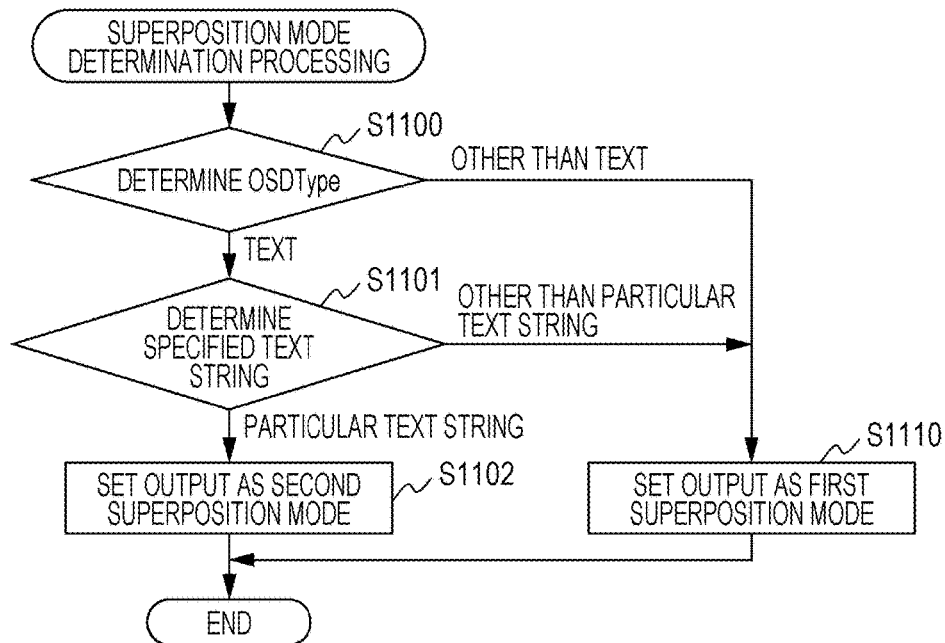 SUPERPOSITION MODE
DETERMINATION PROCESSING
S1100
OTHER THAN TEXT
DETERMINE OSDType
TEXT
S1101
OTHER THAN PARTICULAR
TEXT STRING
DETERMINE
SPECIFIED TEXT
STRING
PARTICULAR TEXT STRING
S1102
SET OUTPUT AS SECOND
SUPERPOSITION MODE
S1110
SET OUTPUT AS FIRST
SUPERPOSITION MODE
END